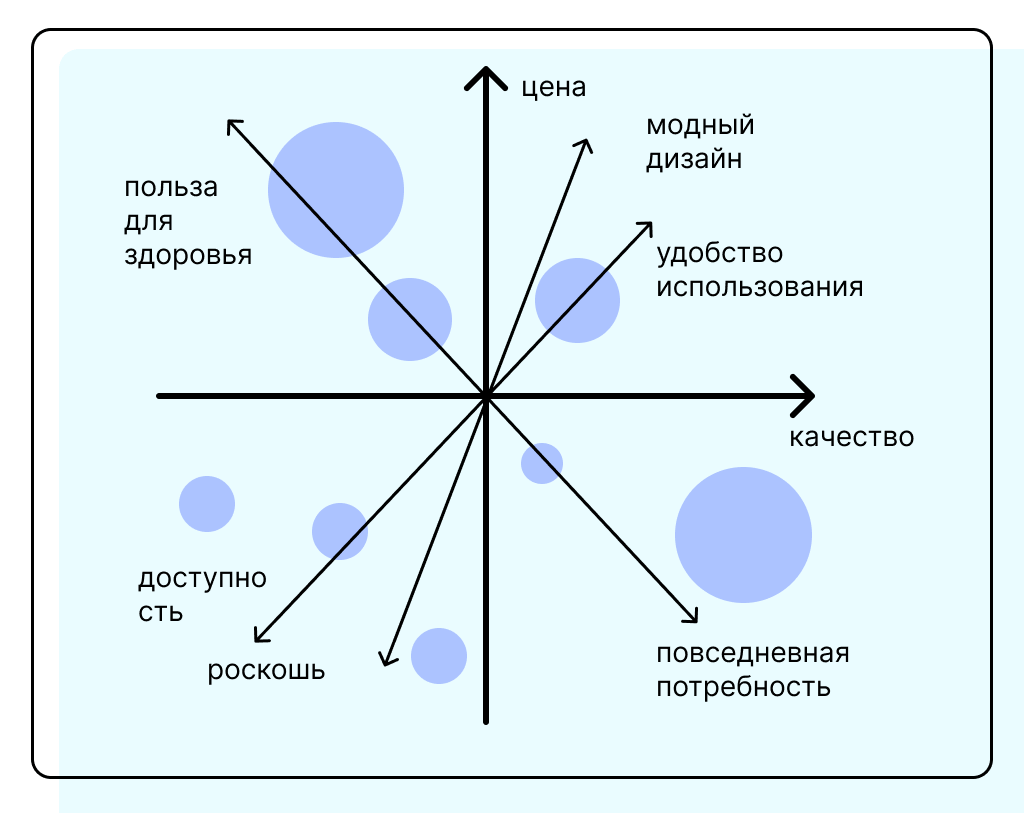 цена
модный
дизайн
польза
для
здоровья
удобство
использования
качество
доступно
сть
роскошь
повседневная
потребность